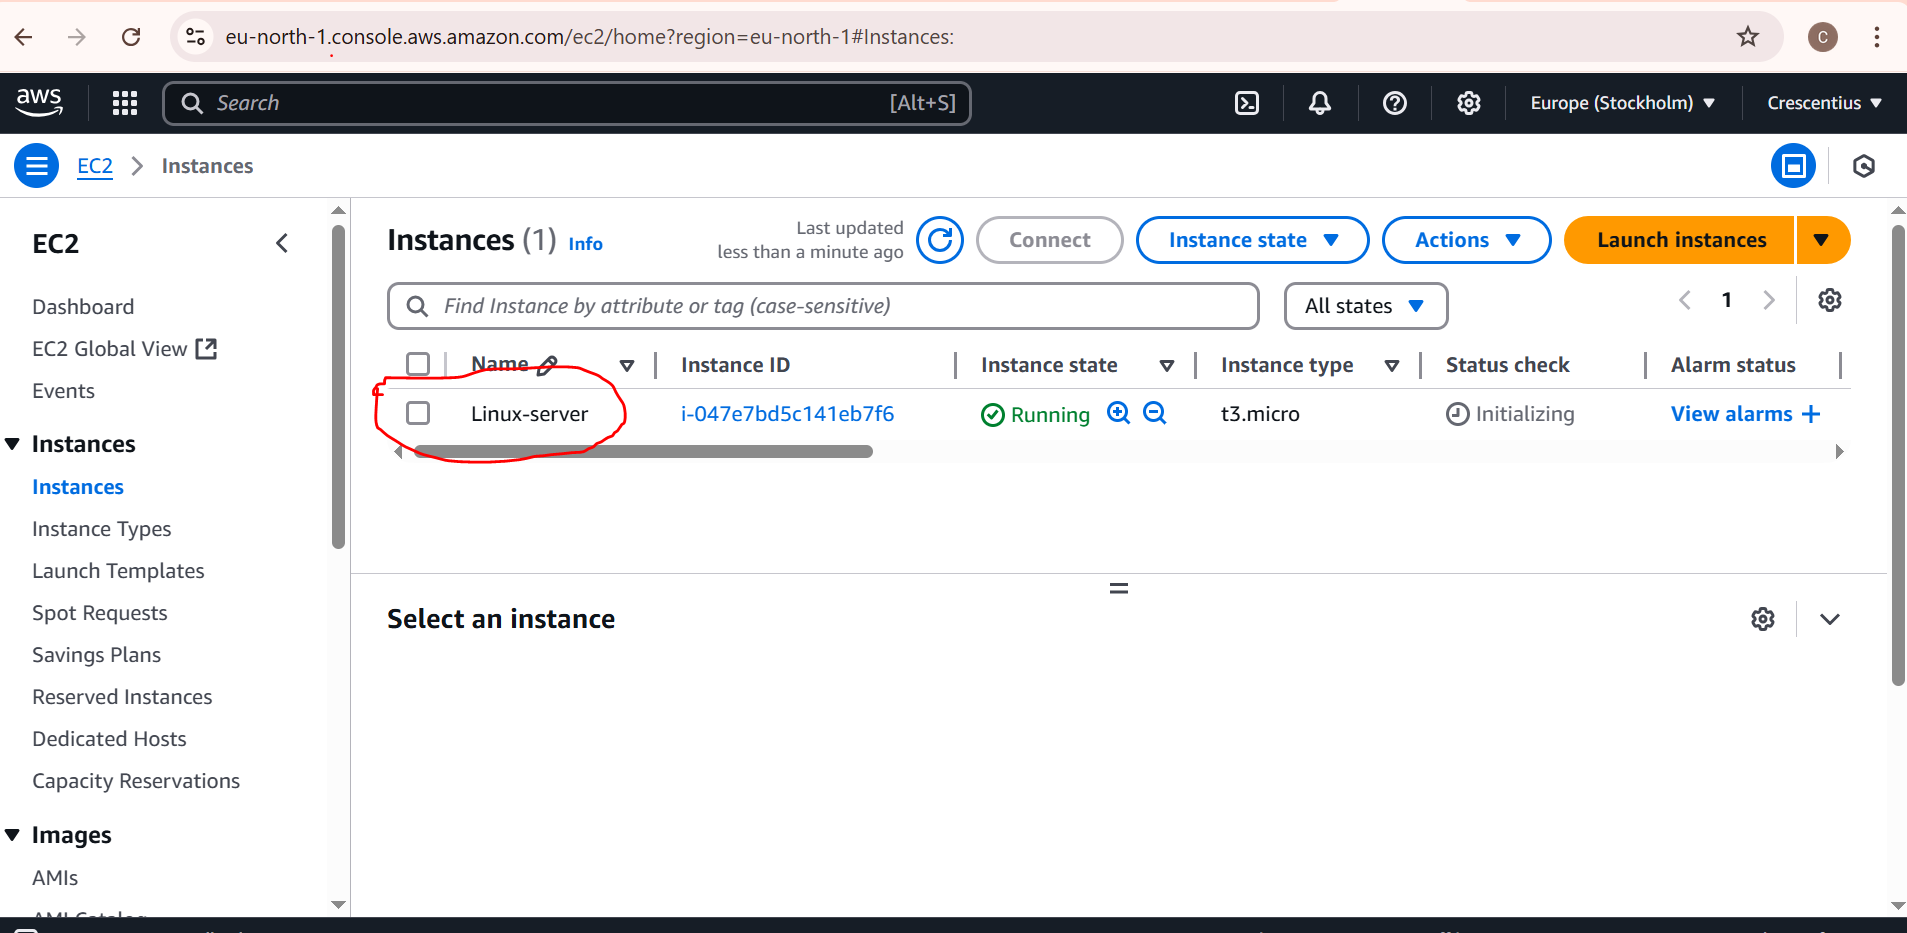 eu-north-1.console.aws.amazon.com/ec2/home?region=eu-north-1#Instances:
C
aws
Search
[Alt+S]
Europe (Stockholm)
Crescentius
EC2
Instances
EC2
Dashboard
EC2 Global View
Events
Instances
Instances
Instance Types
Launch Templates
Spot Requests
Savings Plans
Reserved Instances
Dedicated Hosts
Capacity Reservations
Images
AMIs
AMI Catalog
Instances (1) Info
Last updated
less than a minute ago
Connect
Instance state
Actions
Launch instances
Find Instance by attribute or tag (case-sensitive)
All states
1
Name Instance ID Instance state Instance type Status check Alarm status
Linux-server i-047e7bd5c141eb7f6 Running t3.micro Initializing View alarms +
Select an instance